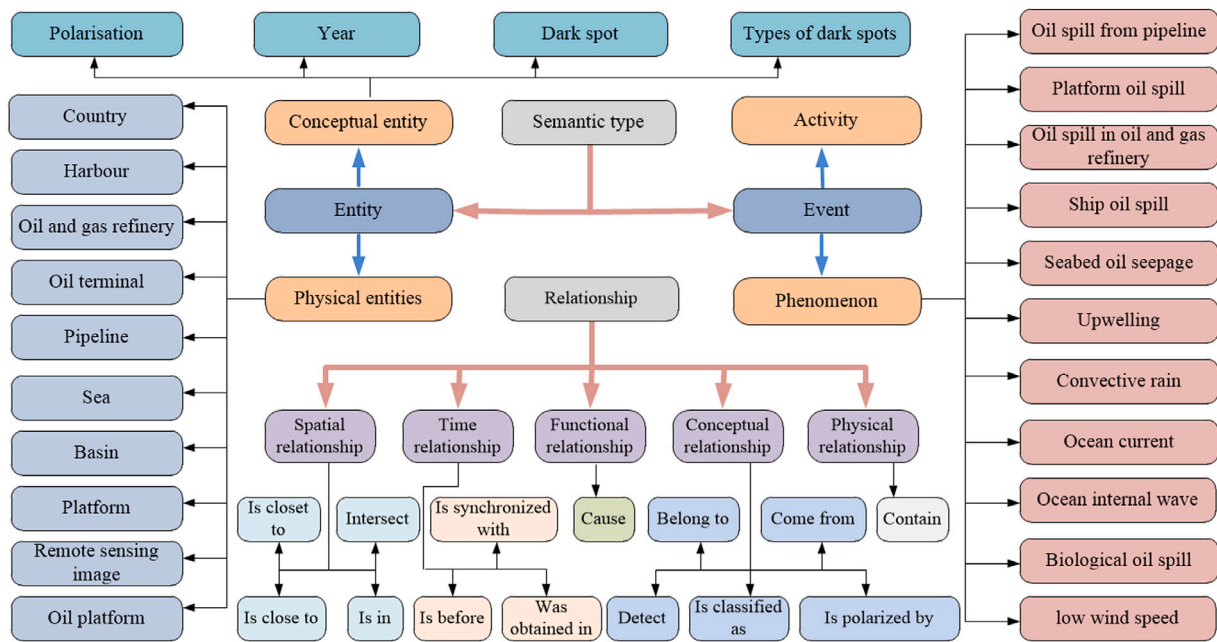 Polarisation
Year
Dark spot
Types of dark spots
Country
Harbour
Oil and gas refinery
Oil terminal
Pipeline
Sea
Basin
Platform
Remote sensing
image
Oil platform
Conceptual entity
Entity
Physical entities
Semantic type
Activity
Event
Phenomenon
Relationship
Spatial
relationship
Time
relationship
Functional
relationship
Conceptual
relationship
Physical
relationship
Is closet
to
Intersect
Is close to
Is in
Is synchronized
with
Is before
Was
obtained in
Cause
Belong to
Come from
Detect
Is classified
as
Is polarized by
Contain
Oil spill from pipeline
Platform oil spill
Oil spill in oil and gas
refinery
Ship oil spill
Seabed oil seepage
Upwelling
Convective rain
Ocean current
Ocean internal wave
Biological oil spill
low wind speed